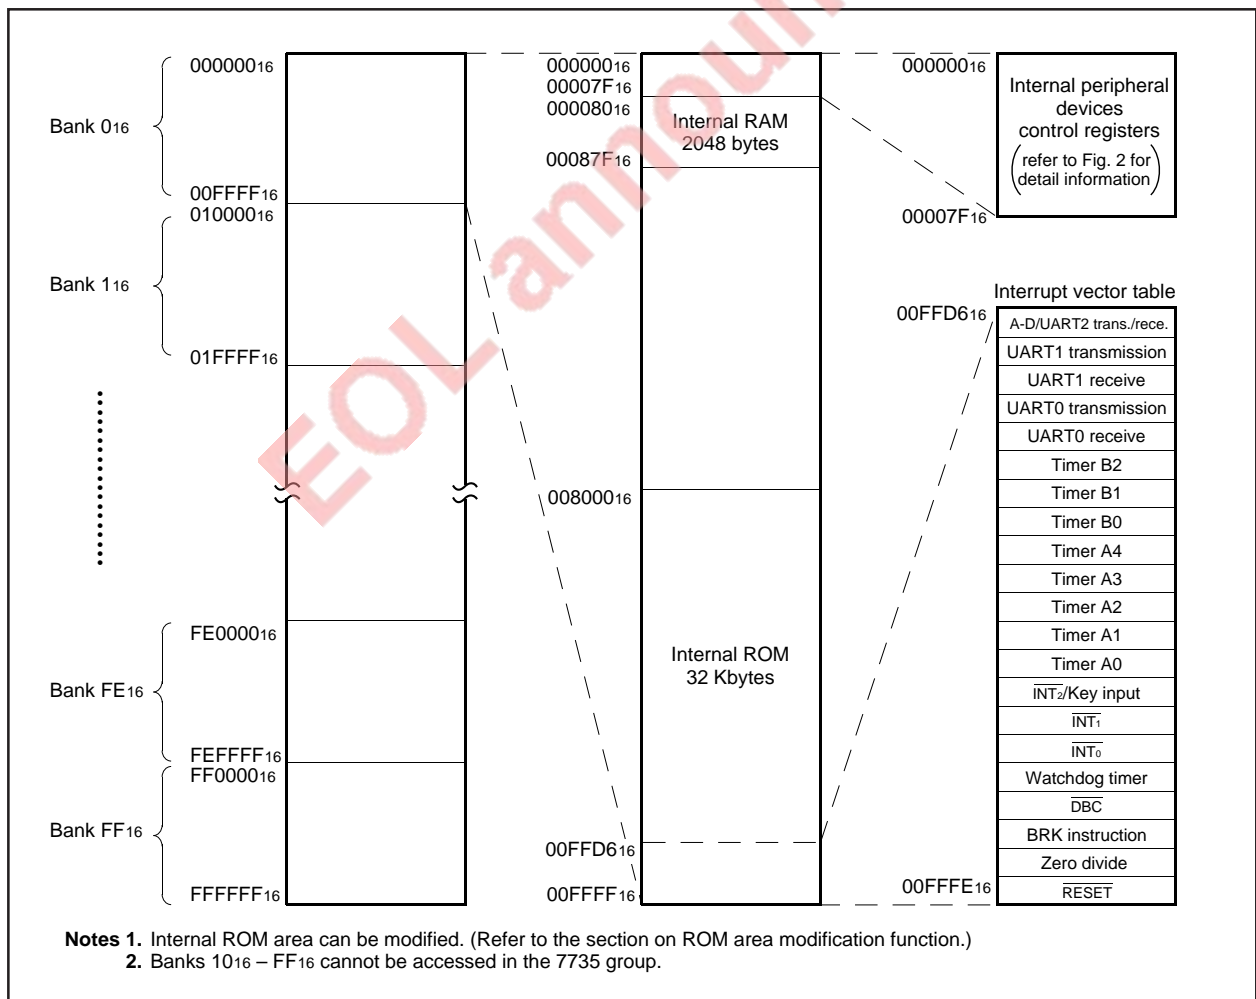 000000₁₆
Bank 0₁₆
00FFFF₁₆
010000₁₆
Bank 1₁₆
01FFFF₁₆
FE0000₁₆
Bank FE₁₆
FEFFFF₁₆
FF0000₁₆
Bank FF₁₆
FFFFFF₁₆
000000₁₆
00007F₁₆
000080₁₆
Internal RAM
2048 bytes
00087F₁₆
008000₁₆
Internal ROM
32 Kbytes
00FFD6₁₆
00FFFF₁₆
000000₁₆
Internal peripheral
devices
control registers
(refer to Fig. 2 for
detail information)
00007F₁₆
Interrupt vector table
00FFD6₁₆
A-D/UART2 trans./rece.
UART1 transmission
UART1 receive
UART0 transmission
UART0 receive
Timer B2
Timer B1
Timer B0
Timer A4
Timer A3
Timer A2
Timer A1
Timer A0
I̅N̅T̅₂/Key input
I̅N̅T̅₁
I̅N̅T̅₀
Watchdog timer
D̅B̅C̅
BRK instruction
Zero divide
00FFFE₁₆
R̅E̅S̅E̅T̅
Notes 1. Internal ROM area can be modified. (Refer to the section on ROM area modification function.)
2. Banks 10₁₆ – FF₁₆ cannot be accessed in the 7735 group.
EOL announ